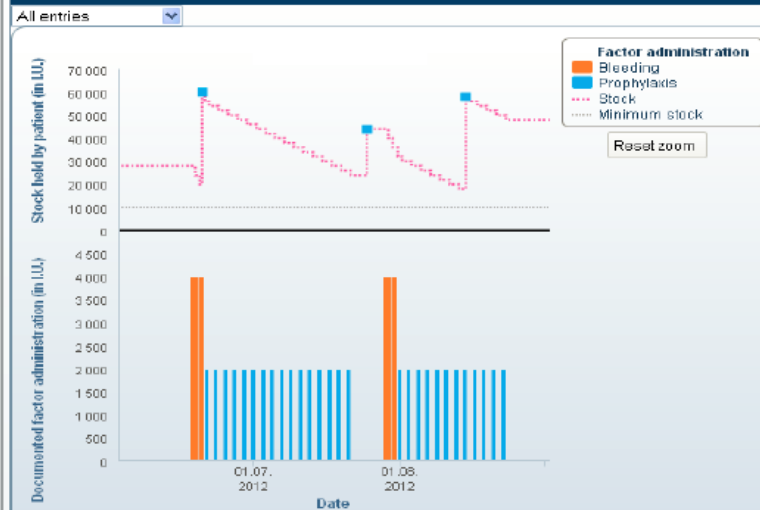 All entries
Factor administration
Bleeding
Prophylaxis
Stock
Minimum stock
Reset zoom
Stock held by patient (in I.U.)
70 000
60 000
50 000
40 000
30 000
20 000
10 000
0
Documented factor administration (in I.U.)
4 500
4 000
3 500
3 000
2 500
2 000
1 500
1 000
500
0
01.07.
2012
01.08.
2012
Date